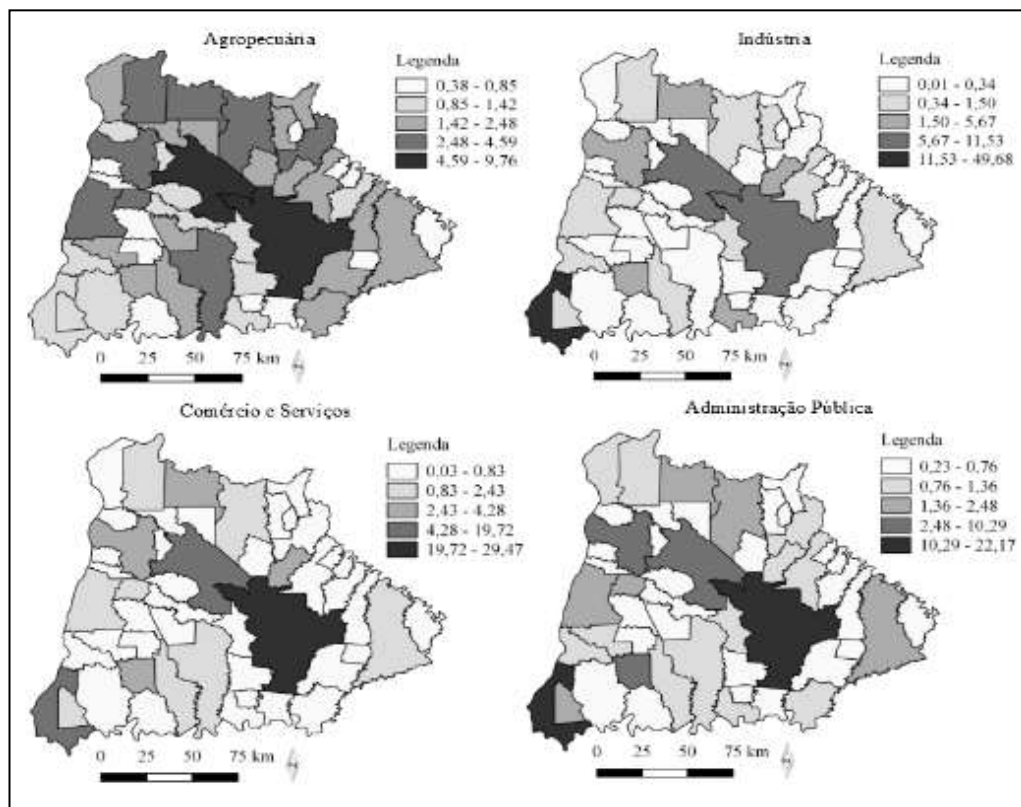 Agropecuária
Legenda
0,38 - 0,85
0,85 - 1,42
1,42 - 2,48
2,48 - 4,59
4,59 - 9,76
0 25 50 75 km
Indústria
Legenda
0,01 - 0,34
0,34 - 1,50
1,50 - 5,67
5,67 - 11,53
11,53 - 49,68
0 25 50 75 km
Comércio e Serviços
Legenda
0,03 - 0,83
0,83 - 2,43
2,43 - 4,28
4,28 - 19,72
19,72 - 29,47
0 25 50 75 km
Administração Pública
Legenda
0,23 - 0,76
0,76 - 1,36
1,36 - 2,48
2,48 - 10,29
10,29 - 22,17
0 25 50 75 km